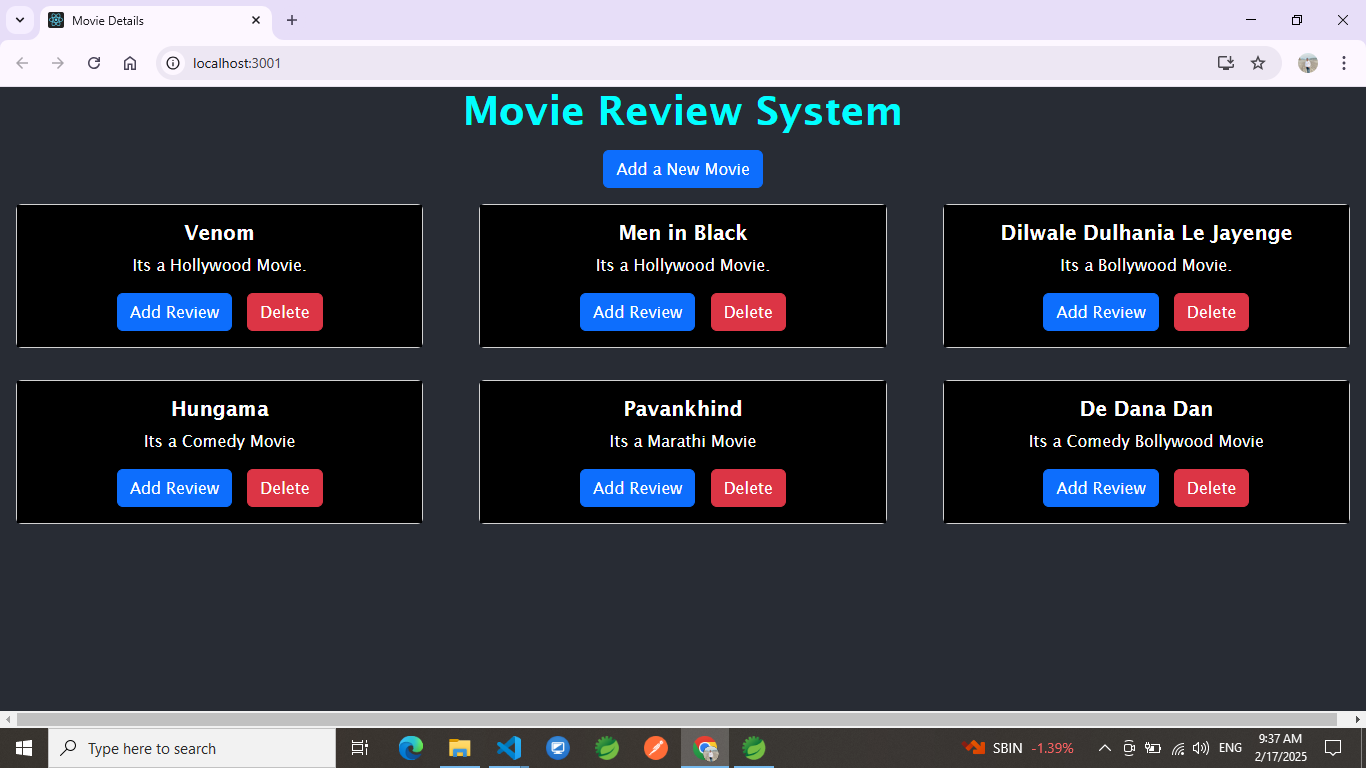 Movie Details
localhost:3001
Movie Review System
Add a New Movie
Venom
Its a Hollywood Movie.
Add Review Delete
Men in Black
Its a Hollywood Movie.
Add Review Delete
Dilwale Dulhania Le Jayenge
Its a Bollywood Movie.
Add Review Delete
Hungama
Its a Comedy Movie
Add Review Delete
Pavankhind
Its a Marathi Movie
Add Review Delete
De Dana Dan
Its a Comedy Bollywood Movie
Add Review Delete
Type here to search
SBIN -1.39%
ENG
9:37 AM
2/17/2025